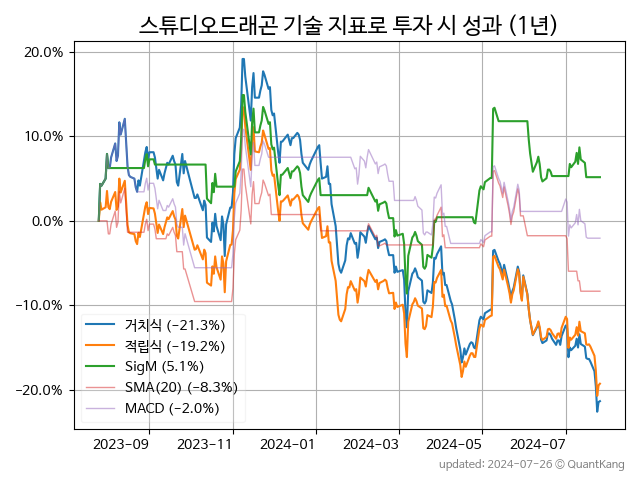 스튜디오드래곤 기술 지표로 투자 시 성과 (1년)
20.0%
10.0%
0.0%
−10.0%
−20.0%
거치식 (−21.3%)
적립식 (−19.2%)
SigM (5.1%)
SMA(20) (−8.3%)
MACD (−2.0%)
2023−09
2023−11
2024−01
2024−03
2024−05
2024−07
updated: 2024−07−26 © QuantKang